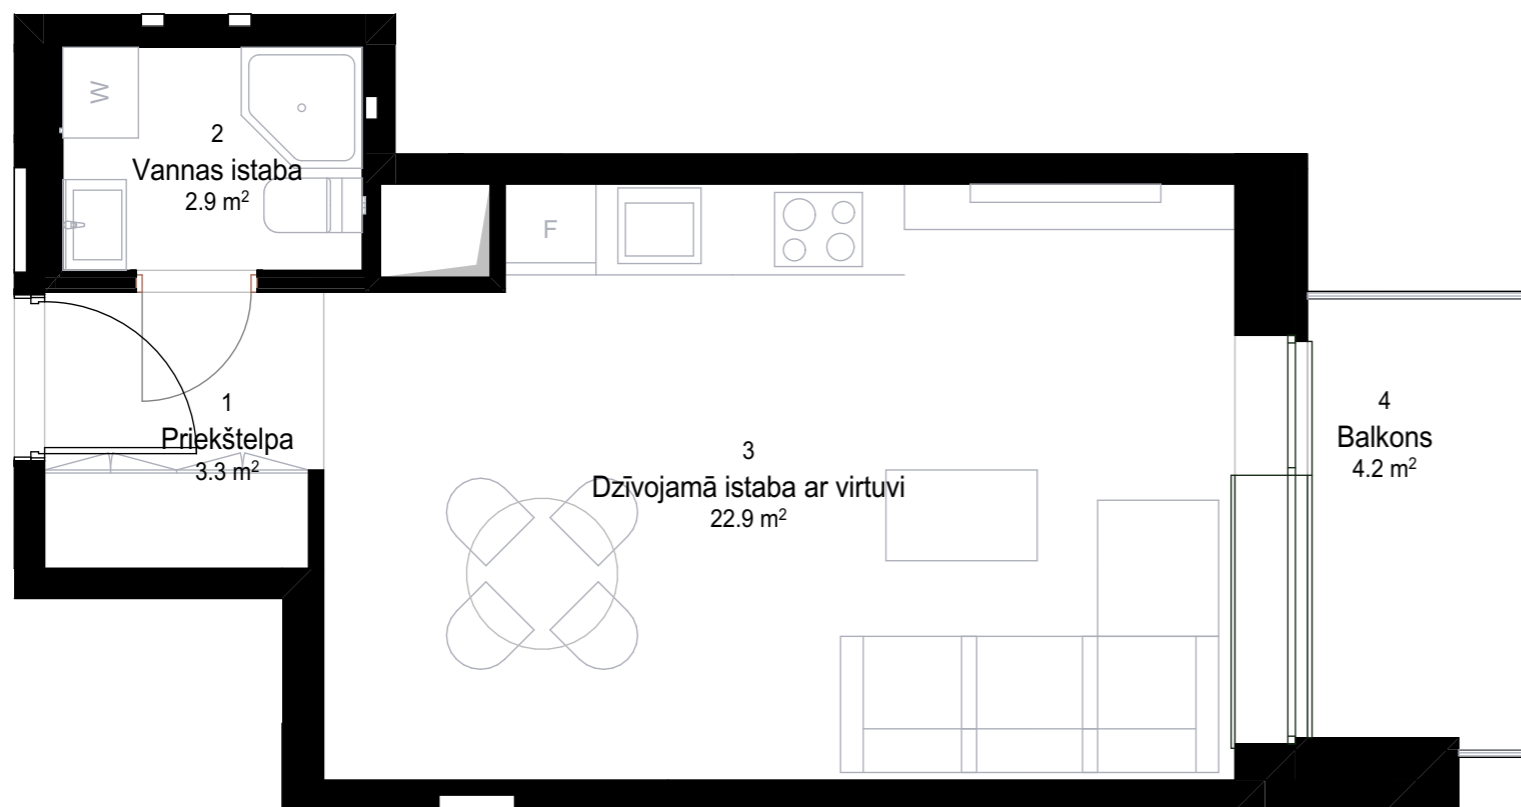 W
2
Vannas istaba
2.9 m²
F
1
Priekštelpa
3.3 m²
3
Dzīvojamā istaba ar virtuvi
22.9 m²
4
Balkons
4.2 m²